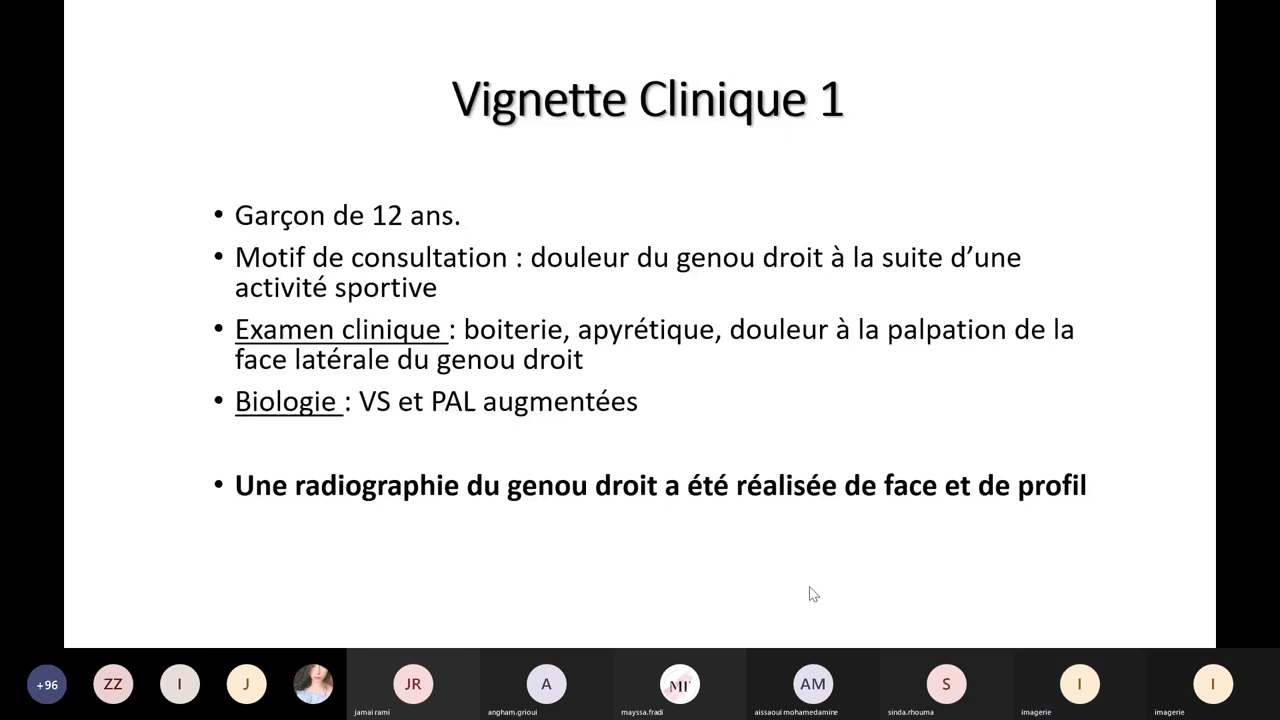 Vignette Clinique 1
• Garçon de 12 ans.
• Motif de consultation : douleur du genou droit à la suite d’une
activité sportive
• Examen clinique : boiterie, apyrétique, douleur à la palpation de la
face latérale du genou droit
• Biologie : VS et PAL augmentées
• Une radiographie du genou droit a été réalisée de face et de profil
+96
ZZ
I
J
JR
A
MF
AM
S
I
I
jamai rami
angham.grioui
mayssa.fradi
aissaoui mohamedamine
sinda.rhouma
imagerie
imagerie